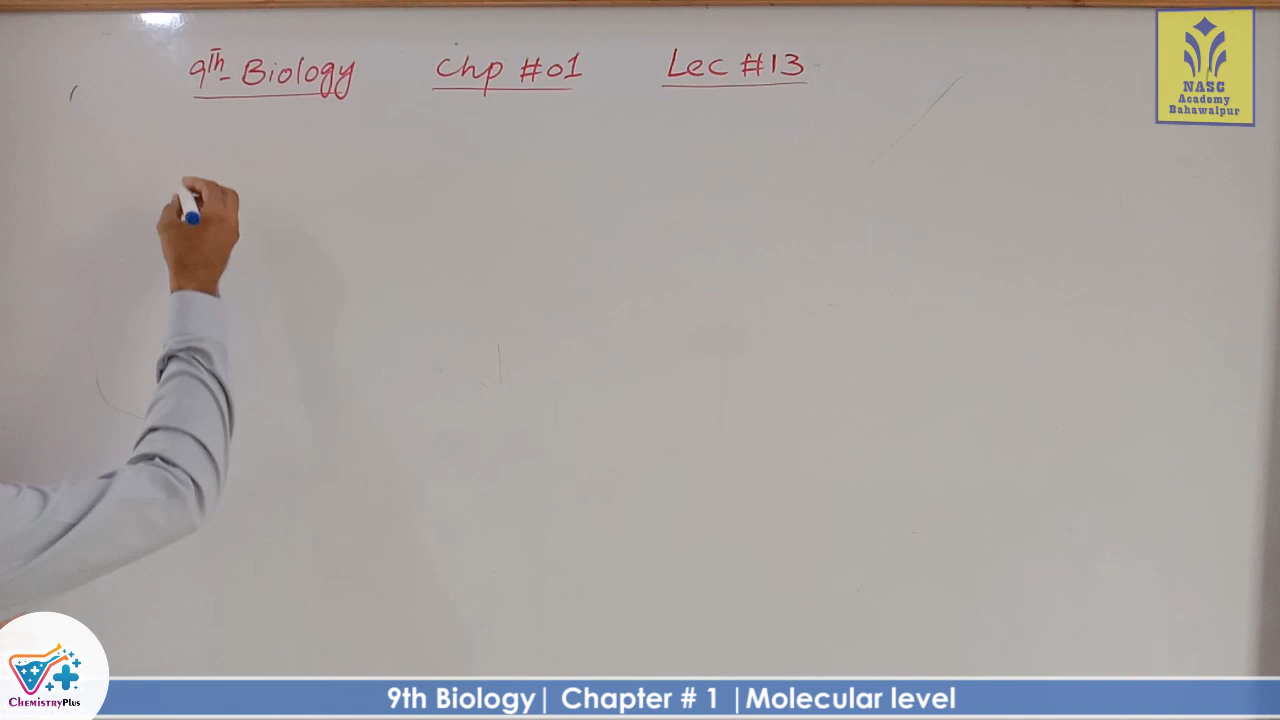 9th Biology Chp #01 Lec #13
NASC
Academy
Bahawalpur
ChemistryPlus
9th Biology| Chapter # 1 |Molecular level